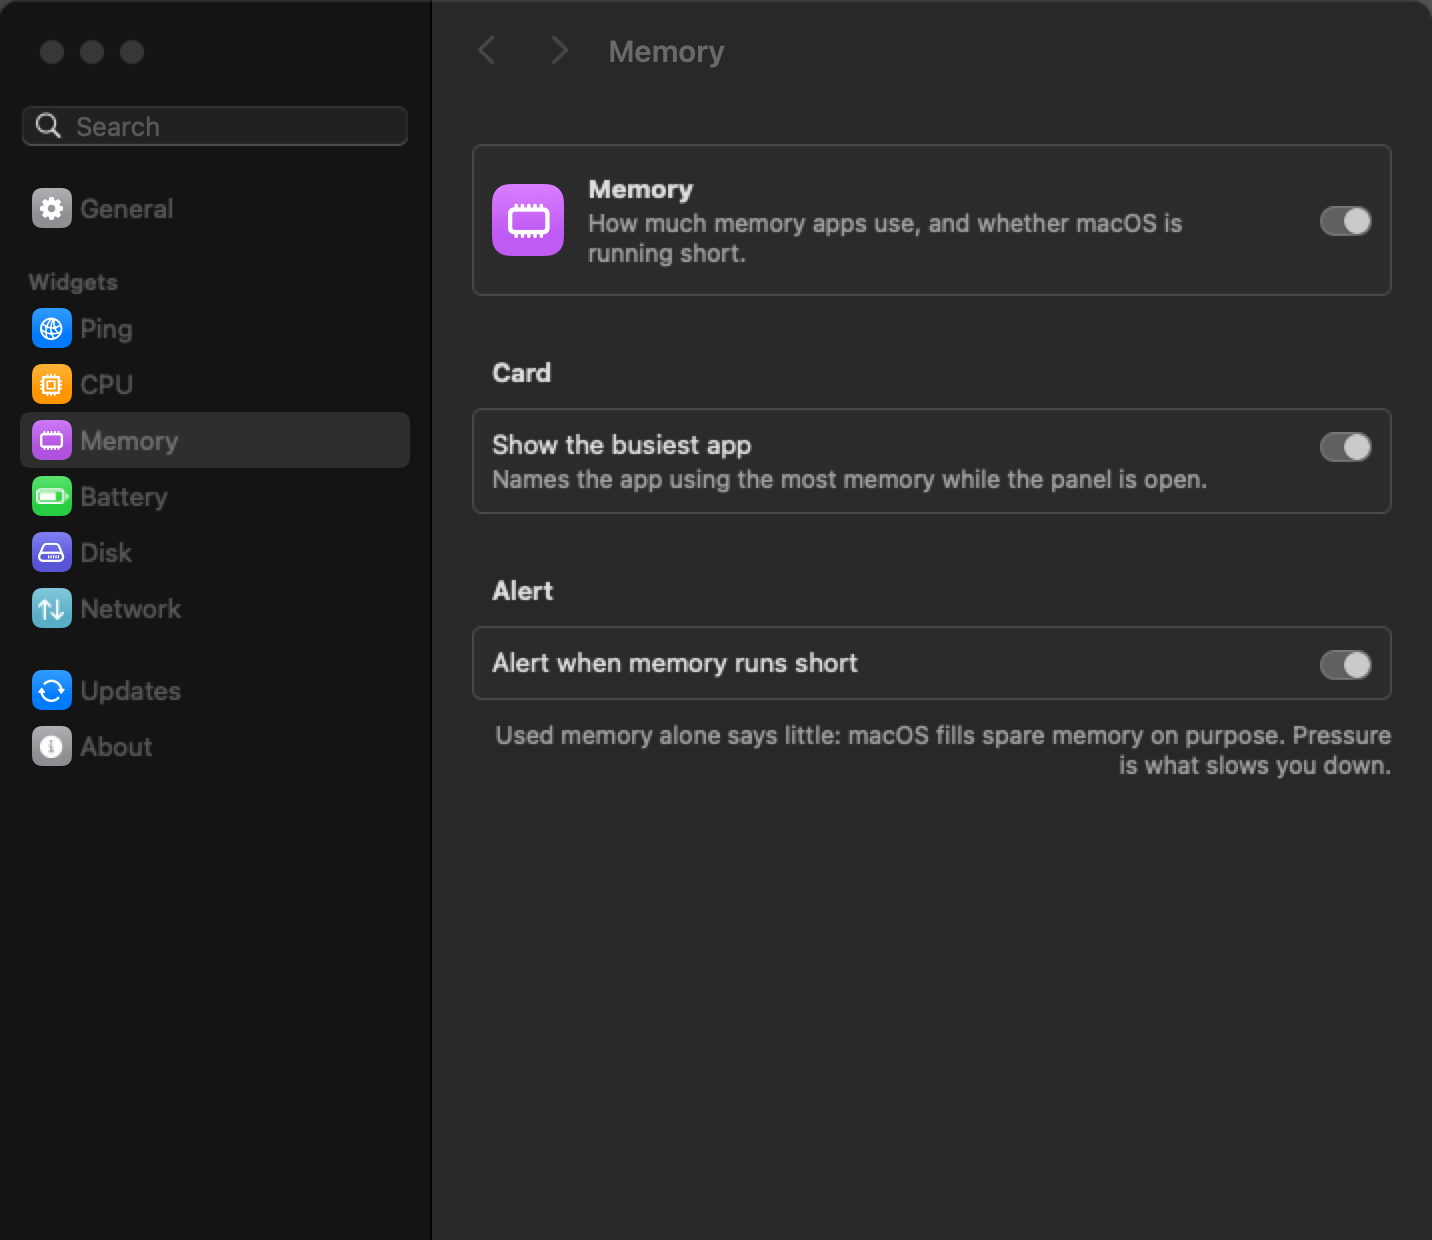 Memory
Search
General
Widgets
Ping
CPU
Memory
Battery
Disk
Network
Updates
About
Memory
How much memory apps use, and whether macOS is
running short.
Card
Show the busiest app
Names the app using the most memory while the panel is open.
Alert
Alert when memory runs short
Used memory alone says little: macOS fills spare memory on purpose. Pressure
is what slows you down.